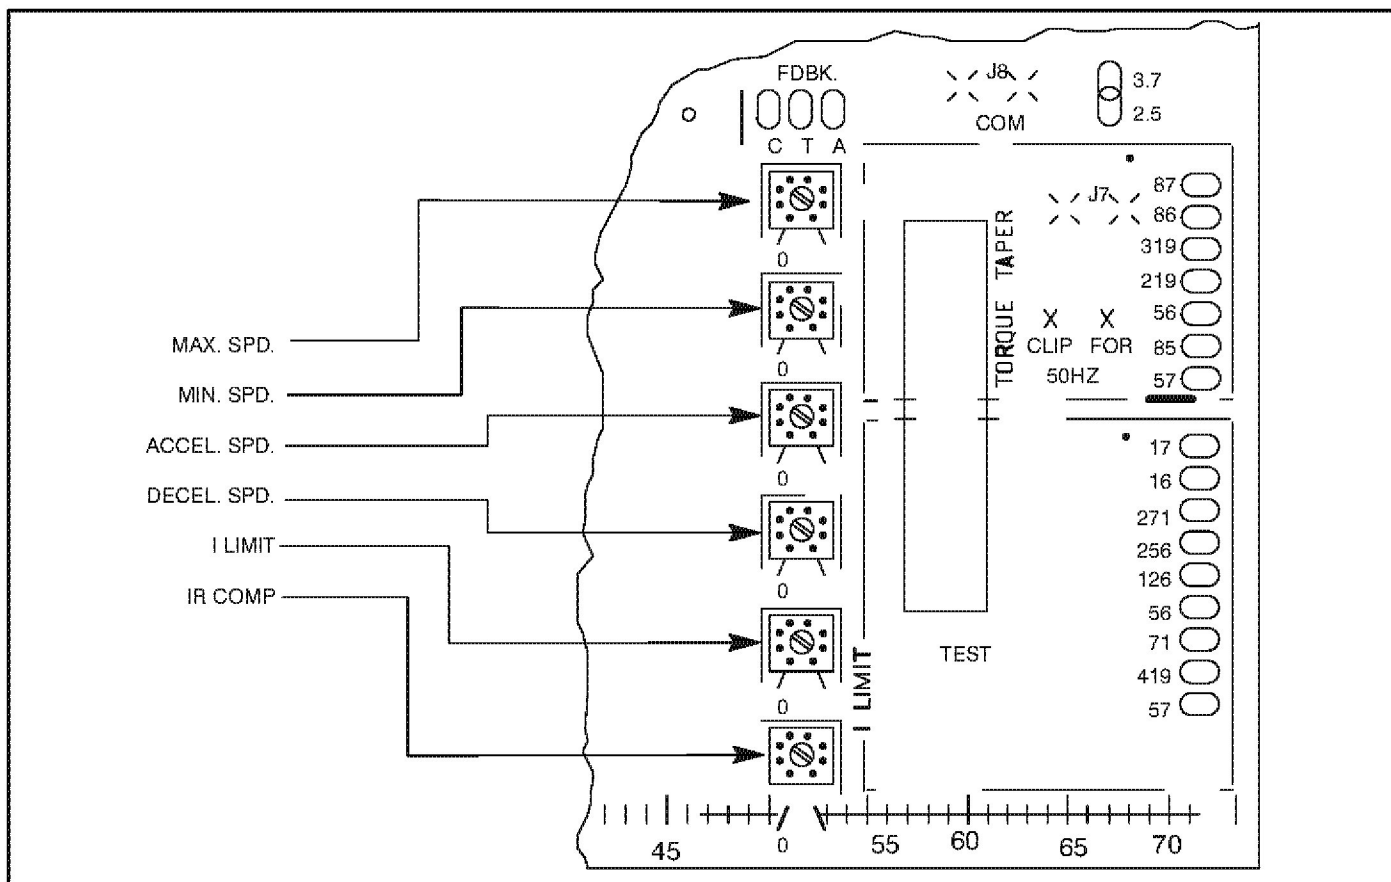 FDBK.
C T A
J8
COM
3.7
2.5
MAX. SPD.
MIN. SPD.
ACCEL. SPD.
DECEL. SPD.
I LIMIT
IR COMP
0
0
0
0
0
0
I LIMIT
TORQUE TAPER
J7
X X
CLIP FOR
50HZ
TEST
87
86
319
219
56
85
57
17
16
271
256
126
56
71
419
57
45 55 60 65 70